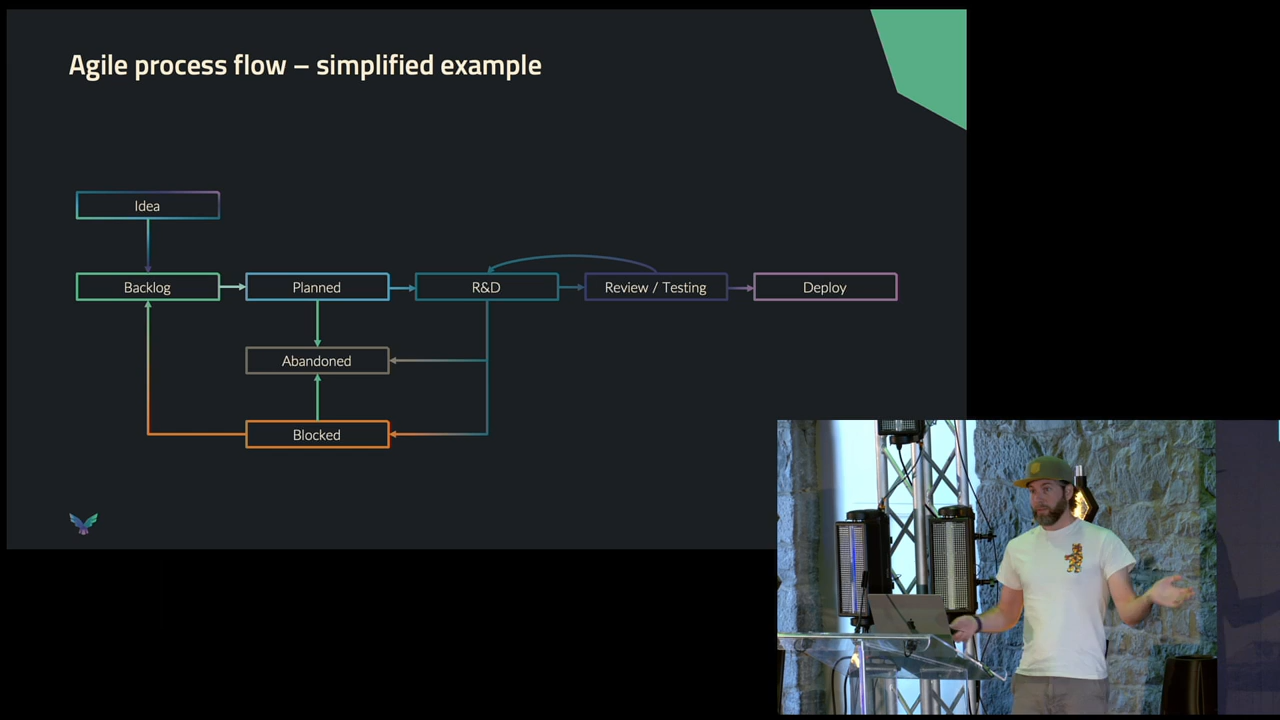 Agile process flow – simplified example
Idea
Backlog
Planned
R&D
Review / Testing
Deploy
Abandoned
Blocked